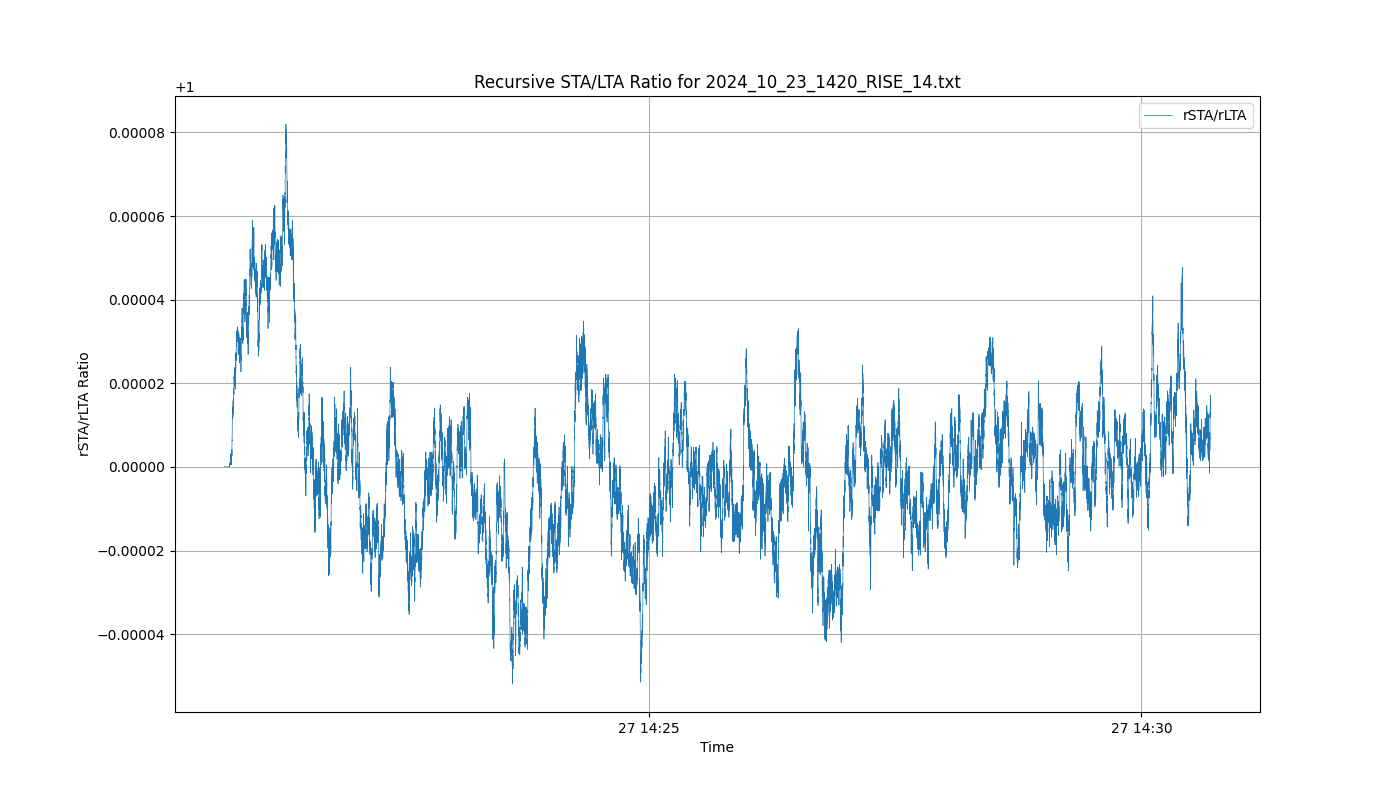 Recursive STA/LTA Ratio for 2024_10_23_1420_RISE_14.txt
+1
rSTA/rLTA
0.00008
0.00006
0.00004
0.00002
0.00000
−0.00002
−0.00004
rSTA/rLTA Ratio
27 14:25
27 14:30
Time